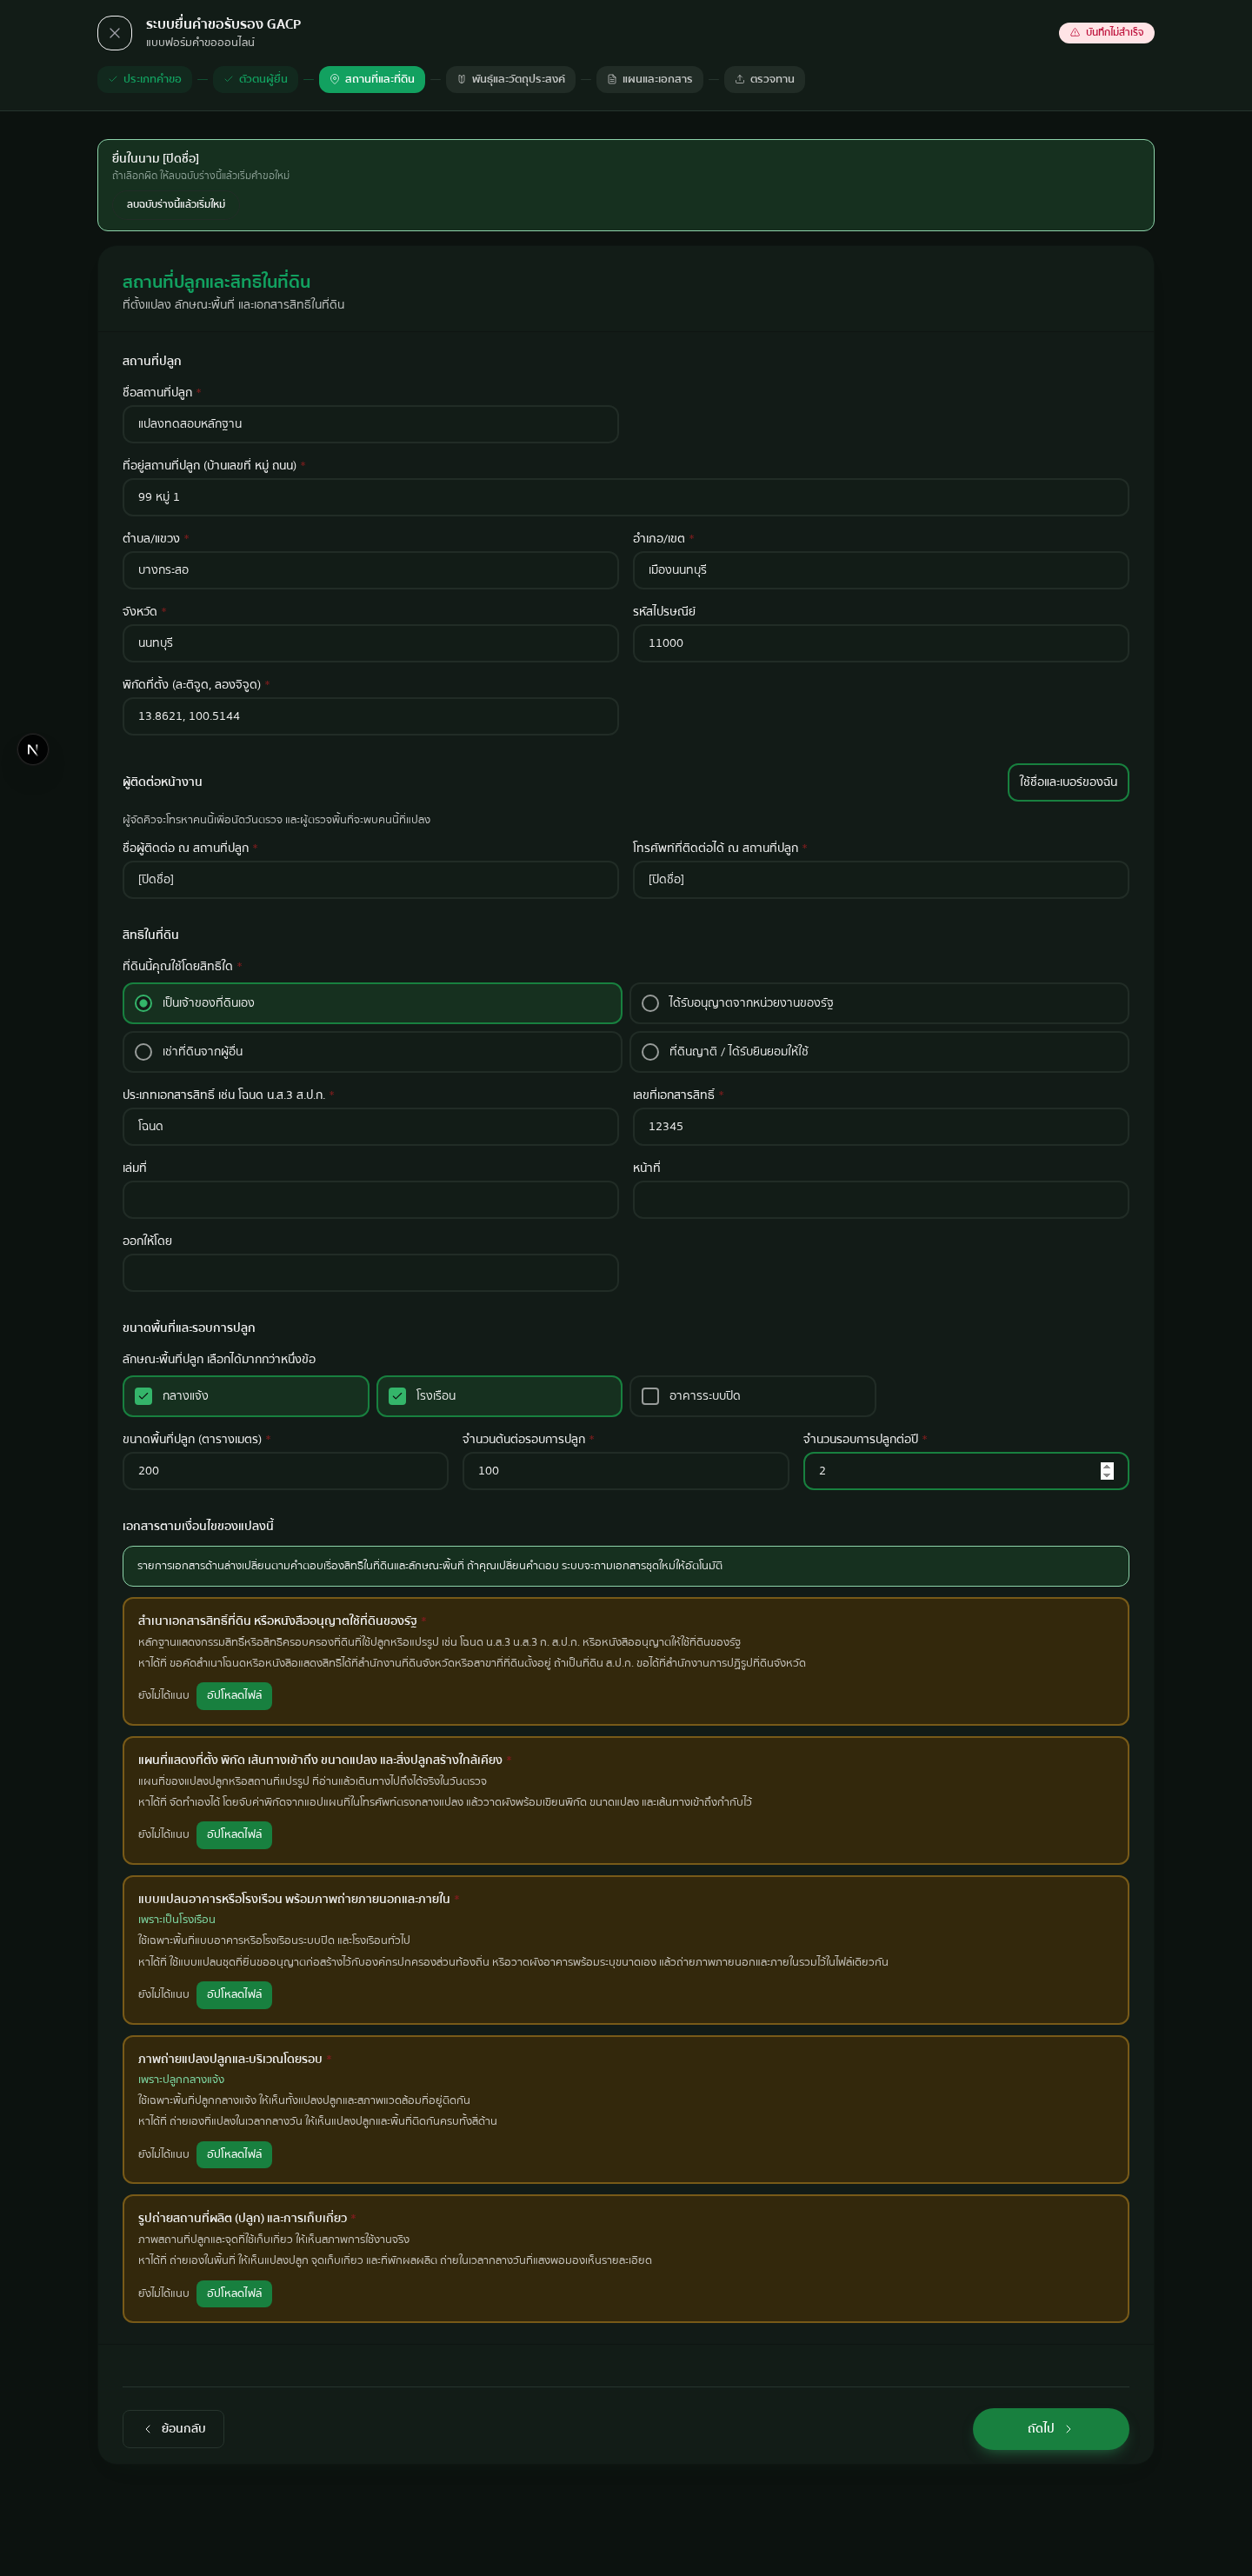 ระบบยื่นคำขอรับรอง GACP
แบบฟอร์มคำขอออนไลน์
บันทึกไม่สำเร็จ
ประเภทคำขอ
ตัวตนผู้ยื่น
สถานที่และที่ดิน
พันธุ์และวัตถุประสงค์
แผนและเอกสาร
ตรวจทาน
ยื่นในนาม [ปิดชื่อ]
ถ้าเลือกผิด ให้ลบฉบับร่างนี้แล้วเริ่มคำขอใหม่
ลบฉบับร่างนี้แล้วเริ่มใหม่
สถานที่ปลูกและสิทธิในที่ดิน
ที่ตั้งแปลง ลักษณะพื้นที่ และเอกสารสิทธิในที่ดิน
สถานที่ปลูก
ชื่อสถานที่ปลูก *
แปลงทดสอบหลักฐาน
ที่อยู่สถานที่ปลูก (บ้านเลขที่ หมู่ ถนน) *
99 หมู่ 1
ตำบล/แขวง *
อำเภอ/เขต *
บางกระสอ
เมืองนนทบุรี
จังหวัด *
รหัสไปรษณีย์
นนทบุรี
11000
พิกัดที่ตั้ง (ละติจูด, ลองจิจูด) *
13.8621, 100.5144
N
ผู้ติดต่อหน้างาน
ใช้ชื่อและเบอร์ของฉัน
ผู้จัดคิวจะโทรหาคนนี้เพื่อนัดวันตรวจ และผู้ตรวจพื้นที่จะพบคนนี้ที่แปลง
ชื่อผู้ติดต่อ ณ สถานที่ปลูก *
โทรศัพท์ที่ติดต่อได้ ณ สถานที่ปลูก *
[ปิดชื่อ]
[ปิดชื่อ]
สิทธิในที่ดิน
ที่ดินนี้คุณใช้โดยสิทธิใด *
เป็นเจ้าของที่ดินเอง
ได้รับอนุญาตจากหน่วยงานของรัฐ
เช่าที่ดินจากผู้อื่น
ที่ดินญาติ / ได้รับยินยอมให้ใช้
ประเภทเอกสารสิทธิ์ เช่น โฉนด น.ส.3 ส.ป.ก. *
เลขที่เอกสารสิทธิ์ *
โฉนด
12345
เล่มที่
หน้าที่
ออกให้โดย
ขนาดพื้นที่และรอบการปลูก
ลักษณะพื้นที่ปลูก เลือกได้มากกว่าหนึ่งข้อ
กลางแจ้ง
โรงเรือน
อาคารระบบปิด
ขนาดพื้นที่ปลูก (ตารางเมตร) *
จำนวนต้นต่อรอบการปลูก *
จำนวนรอบการปลูกต่อปี *
200
100
2
เอกสารตามเงื่อนไขของแปลงนี้
รายการเอกสารด้านล่างเปลี่ยนตามคำตอบเรื่องสิทธิในที่ดินและลักษณะพื้นที่ ถ้าคุณเปลี่ยนคำตอบ ระบบจะถามเอกสารชุดใหม่ให้อัตโนมัติ
สำเนาเอกสารสิทธิ์ที่ดิน หรือหนังสืออนุญาตใช้ที่ดินของรัฐ *
หลักฐานแสดงกรรมสิทธิ์หรือสิทธิครอบครองที่ดินที่ใช้ปลูกหรือแปรรูป เช่น โฉนด น.ส.3 น.ส.3 ก. ส.ป.ก. หรือหนังสืออนุญาตให้ใช้ที่ดินของรัฐ
หาได้ที่ ขอคัดสำเนาโฉนดหรือหนังสือแสดงสิทธิได้ที่สำนักงานที่ดินจังหวัดหรือสาขาที่ที่ดินตั้งอยู่ ถ้าเป็นที่ดิน ส.ป.ก. ขอได้ที่สำนักงานการปฏิรูปที่ดินจังหวัด
ยังไม่ได้แนบ
อัปโหลดไฟล์
แผนที่แสดงที่ตั้ง พิกัด เส้นทางเข้าถึง ขนาดแปลง และสิ่งปลูกสร้างใกล้เคียง *
แผนที่ของแปลงปลูกหรือสถานที่แปรรูป ที่อ่านแล้วเดินทางไปถึงได้จริงในวันตรวจ
หาได้ที่ จัดทำเองได้ โดยจับค่าพิกัดจากแอปแผนที่ในโทรศัพท์ตรงกลางแปลง แล้ววาดผังพร้อมเขียนพิกัด ขนาดแปลง และเส้นทางเข้าถึงกำกับไว้
ยังไม่ได้แนบ
อัปโหลดไฟล์
แบบแปลนอาคารหรือโรงเรือน พร้อมภาพถ่ายภายนอกและภายใน *
เพราะเป็นโรงเรือน
ใช้เฉพาะพื้นที่แบบอาคารหรือโรงเรือนระบบปิด และโรงเรือนทั่วไป
หาได้ที่ ใช้แบบแปลนชุดที่ยื่นขออนุญาตก่อสร้างไว้กับองค์กรปกครองส่วนท้องถิ่น หรือวาดผังอาคารพร้อมระบุขนาดเอง แล้วถ่ายภาพภายนอกและภายในรวมไว้ในไฟล์เดียวกัน
ยังไม่ได้แนบ
อัปโหลดไฟล์
ภาพถ่ายแปลงปลูกและบริเวณโดยรอบ *
เพราะปลูกกลางแจ้ง
ใช้เฉพาะพื้นที่ปลูกกลางแจ้ง ให้เห็นทั้งแปลงปลูกและสภาพแวดล้อมที่อยู่ติดกัน
หาได้ที่ ถ่ายเองที่แปลงในเวลากลางวัน ให้เห็นแปลงปลูกและพื้นที่ติดกันครบทั้งสี่ด้าน
ยังไม่ได้แนบ
อัปโหลดไฟล์
รูปถ่ายสถานที่ผลิต (ปลูก) และการเก็บเกี่ยว *
ภาพสถานที่ปลูกและจุดที่ใช้เก็บเกี่ยว ให้เห็นสภาพการใช้งานจริง
หาได้ที่ ถ่ายเองในพื้นที่ ให้เห็นแปลงปลูก จุดเก็บเกี่ยว และที่พักผลผลิต ถ่ายในเวลากลางวันที่แสงพอมองเห็นรายละเอียด
ยังไม่ได้แนบ
อัปโหลดไฟล์
ย้อนกลับ
ถัดไป